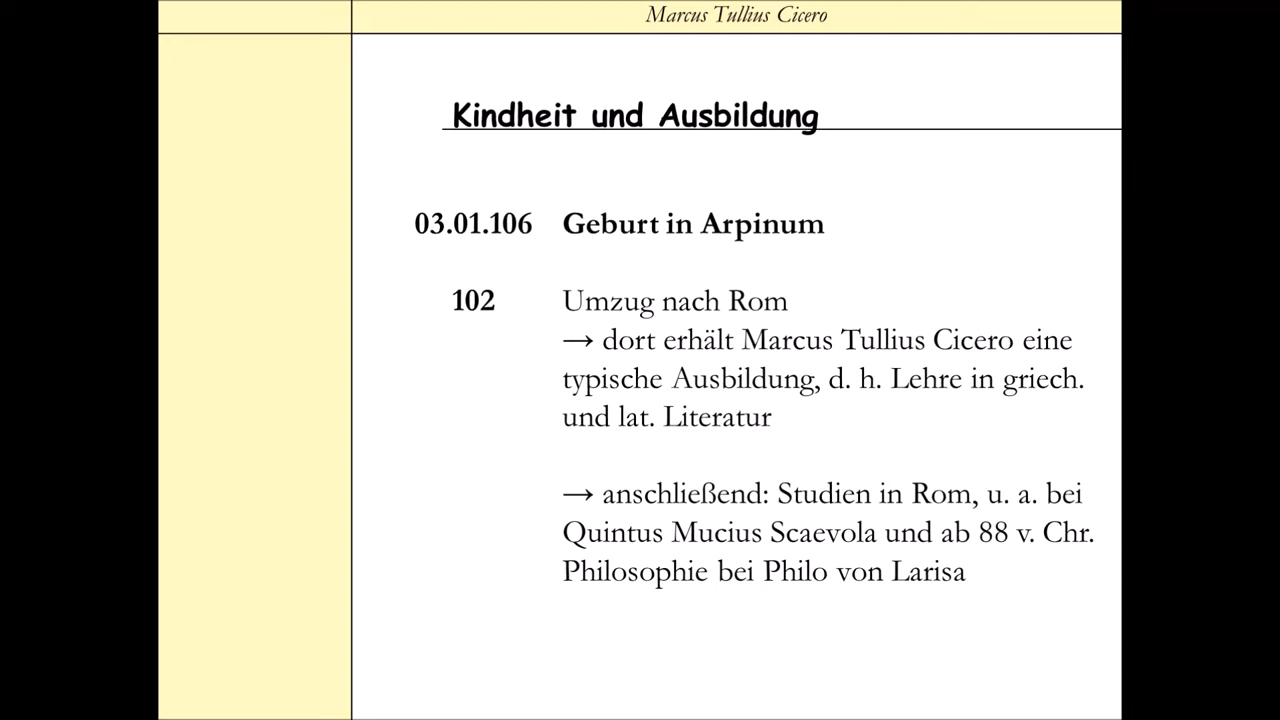 Marcus Tullius Cicero
Kindheit und Ausbildung
03.01.106 Geburt in Arpinum
102 Umzug nach Rom
→ dort erhält Marcus Tullius Cicero eine
typische Ausbildung, d. h. Lehre in griech.
und lat. Literatur
→ anschließend: Studien in Rom, u. a. bei
Quintus Mucius Scaevola und ab 88 v. Chr.
Philosophie bei Philo von Larisa